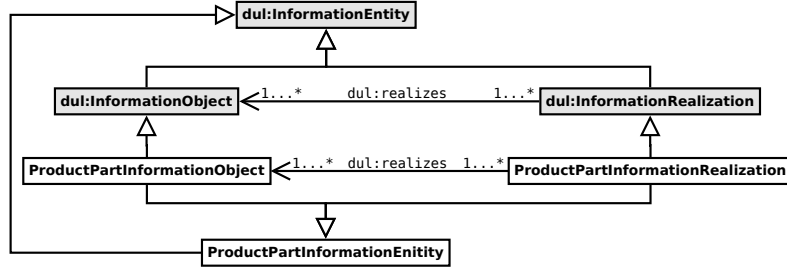 dul:InformationEntity
dul:InformationObject
1...*
dul:realizes
1...*
dul:InformationRealization
ProductPartInformationObject
1...*
dul:realizes
1...*
ProductPartInformationRealization
ProductPartInformationEnitity